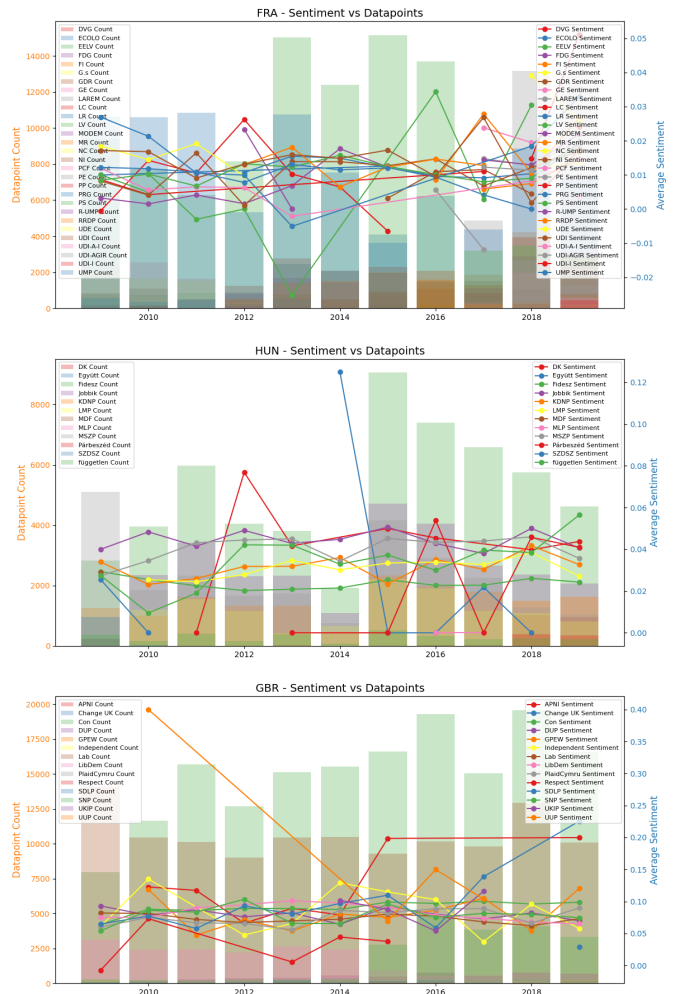 FRA - Sentiment vs Datapoints
DVG Count
ECOLO Count
EELV Count
FDG Count
FI Count
G.s Count
GDR Count
GE Count
LAREM Count
LC Count
LR Count
LV Count
MODEM Count
MR Count
NC Count
NI Count
PCF Count
PE Count
PP Count
PRG Count
PS Count
R-UMP Count
RRDP Count
UDE Count
UDI Count
UDI-A-I Count
UDI-AGIR Count
UDI-I Count
UMP Count
DVG Sentiment
ECOLO Sentiment
EELV Sentiment
FDG Sentiment
FI Sentiment
G.s Sentiment
GDR Sentiment
GE Sentiment
LAREM Sentiment
LC Sentiment
LR Sentiment
LV Sentiment
MODEM Sentiment
MR Sentiment
NC Sentiment
NI Sentiment
PCF Sentiment
PE Sentiment
PP Sentiment
PRG Sentiment
PS Sentiment
R-UMP Sentiment
RRDP Sentiment
UDE Sentiment
UDI Sentiment
UDI-A-I Sentiment
UDI-AGIR Sentiment
UDI-I Sentiment
UMP Sentiment
14000
12000
10000
8000
6000
4000
2000
0
Datapoint Count
0.05
0.04
0.03
0.02
0.01
0.00
−0.01
−0.02
Average Sentiment
2010
2012
2014
2016
2018
HUN - Sentiment vs Datapoints
DK Count
Együtt Count
Fidesz Count
Jobbik Count
KDNP Count
LMP Count
MDF Count
MLP Count
MSZP Count
Párbeszéd Count
SZDSZ Count
független Count
DK Sentiment
Együtt Sentiment
Fidesz Sentiment
Jobbik Sentiment
KDNP Sentiment
LMP Sentiment
MDF Sentiment
MLP Sentiment
MSZP Sentiment
Párbeszéd Sentiment
SZDSZ Sentiment
független Sentiment
8000
6000
4000
2000
0
Datapoint Count
0.12
0.10
0.08
0.06
0.04
0.02
0.00
Average Sentiment
2010
2012
2014
2016
2018
GBR - Sentiment vs Datapoints
APNI Count
Change UK Count
Con Count
DUP Count
GPEW Count
Independent Count
Lab Count
LibDem Count
PlaidCymru Count
Respect Count
SDLP Count
SNP Count
UKIP Count
UUP Count
APNI Sentiment
Change UK Sentiment
Con Sentiment
DUP Sentiment
GPEW Sentiment
Independent Sentiment
Lab Sentiment
LibDem Sentiment
PlaidCymru Sentiment
Respect Sentiment
SDLP Sentiment
SNP Sentiment
UKIP Sentiment
UUP Sentiment
20000
17500
15000
12500
10000
7500
5000
2500
0
Datapoint Count
0.40
0.35
0.30
0.25
0.20
0.15
0.10
0.05
0.00
Average Sentiment
2010
2012
2014
2016
2018